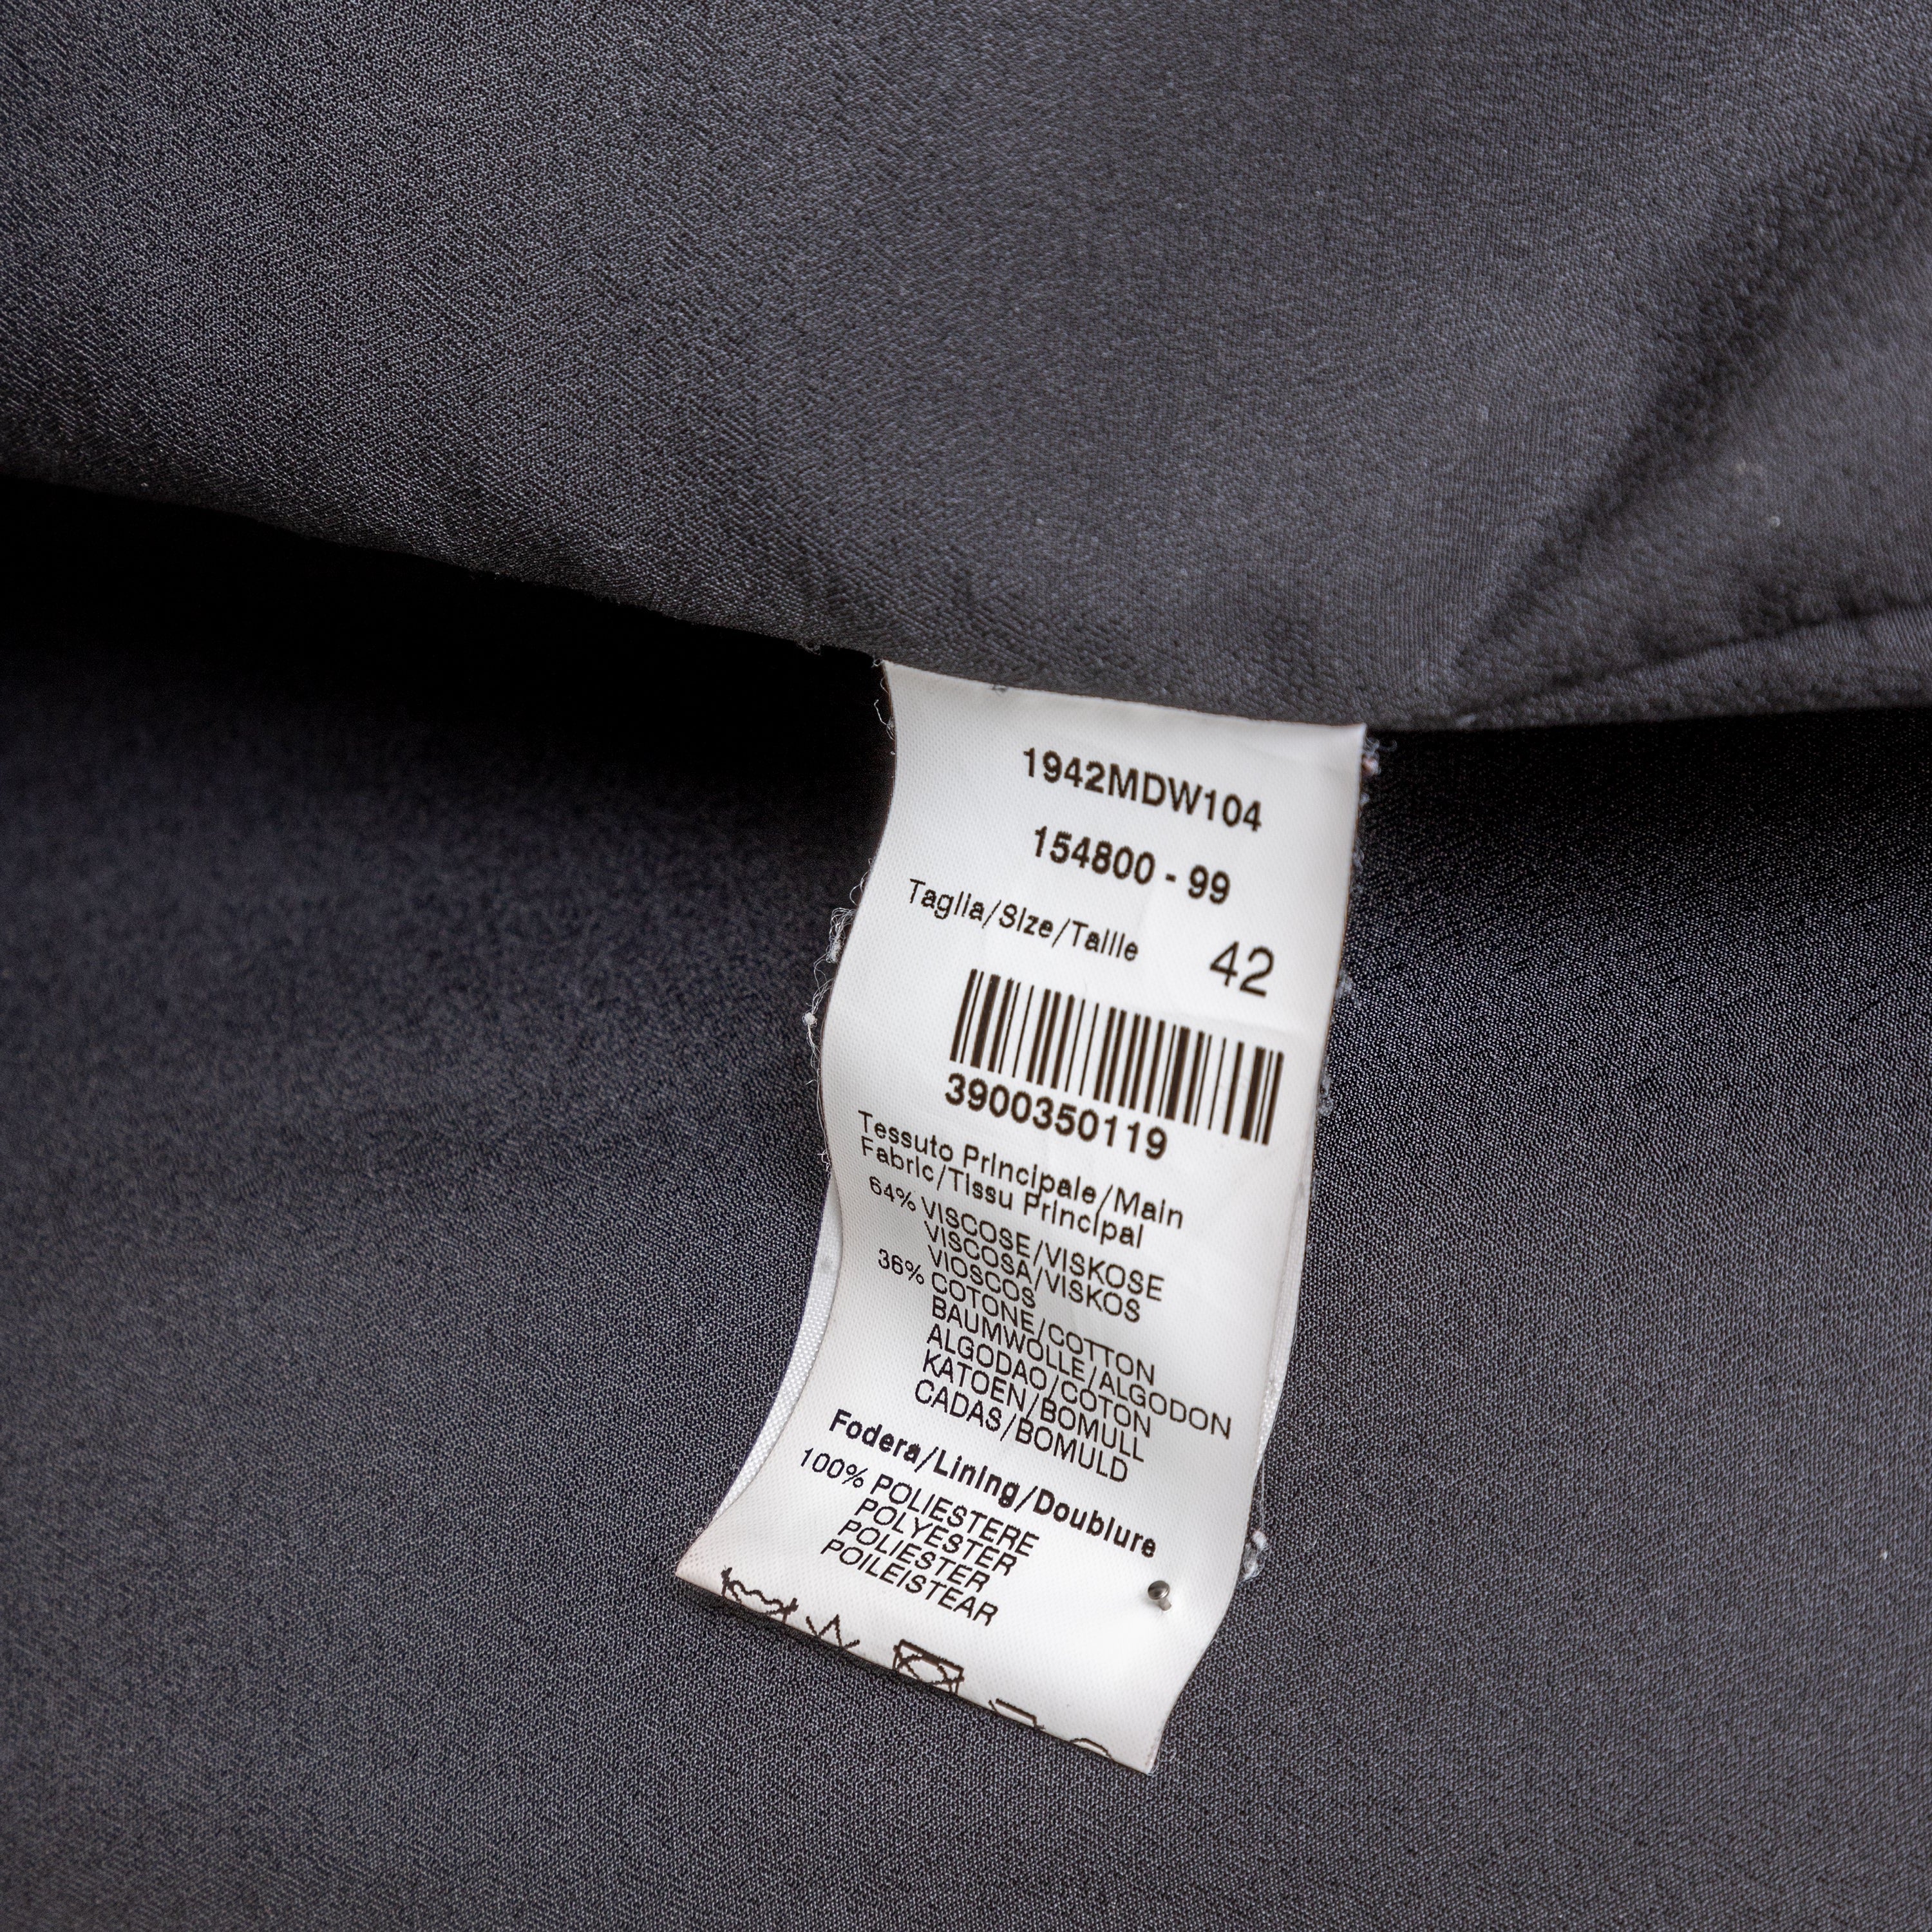 1942MDW104
154800 - 99
Taglia/Size/Taille 42
3900350119
Tessuto Principale/Main
Fabric/Tissu Principal
64% VISCOSE/VISKOSE
VISCOSA/VISKOS
VIOSCOS
36% COTONE/COTTON
BAUMWOLLE/ALGODON
ALGODAO/COTON
KATOEN/BOMULL
CADAS/BOMULD
Fodera/Lining/Doublure
100% POLIESTERE
POLYESTER
POLIESTER
POILEISTEAR